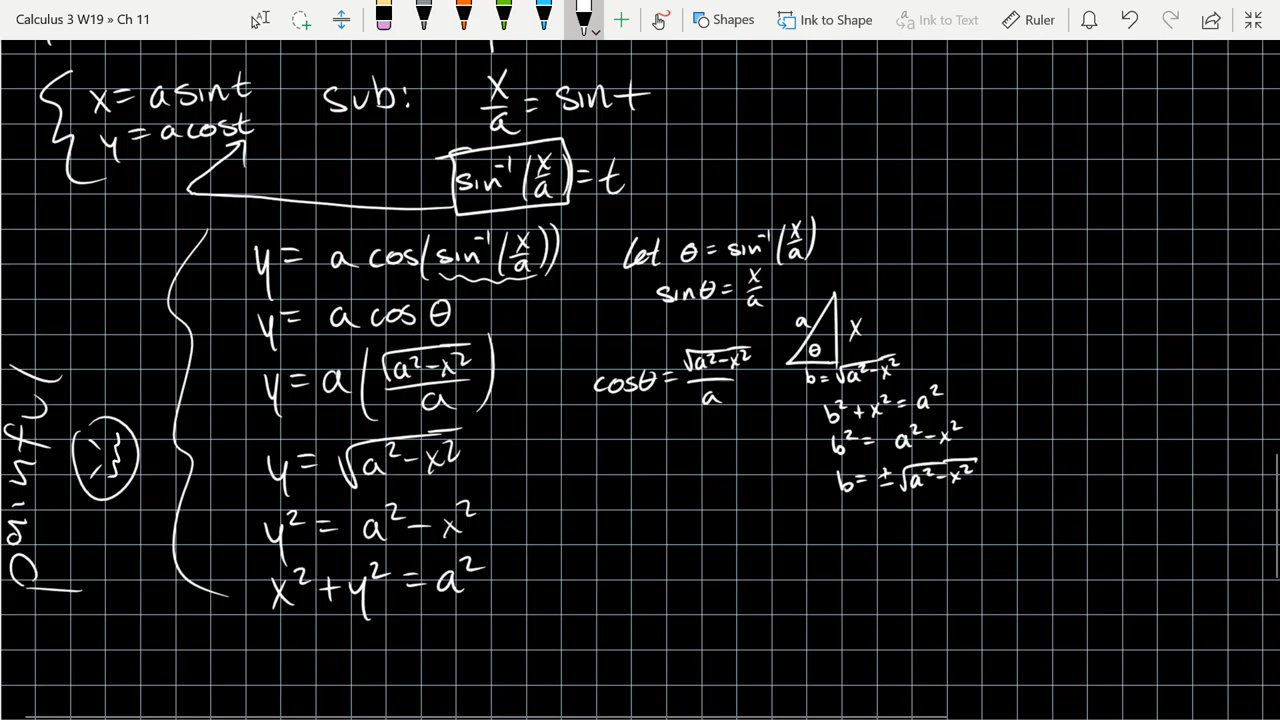 Calculus 3 W19 » Ch 11
Shapes
Ink to Shape
Ink to Text
Ruler
x = a sin t
y = a cos t
sub: x/a = sin t
sin⁻¹(x/a) = t
y = a cos(sin⁻¹(x/a))
y = a cos θ
y = a(√(a²-x²)/a)
y = √(a²-x²)
y² = a² - x²
x² + y² = a²
Let θ = sin⁻¹(x/a)
sin θ = x/a
a
x
θ
b = √(a²-x²)
cos θ = √(a²-x²)/a
b² + x² = a²
b² = a² - x²
b = ± √(a²-x²)
Painful